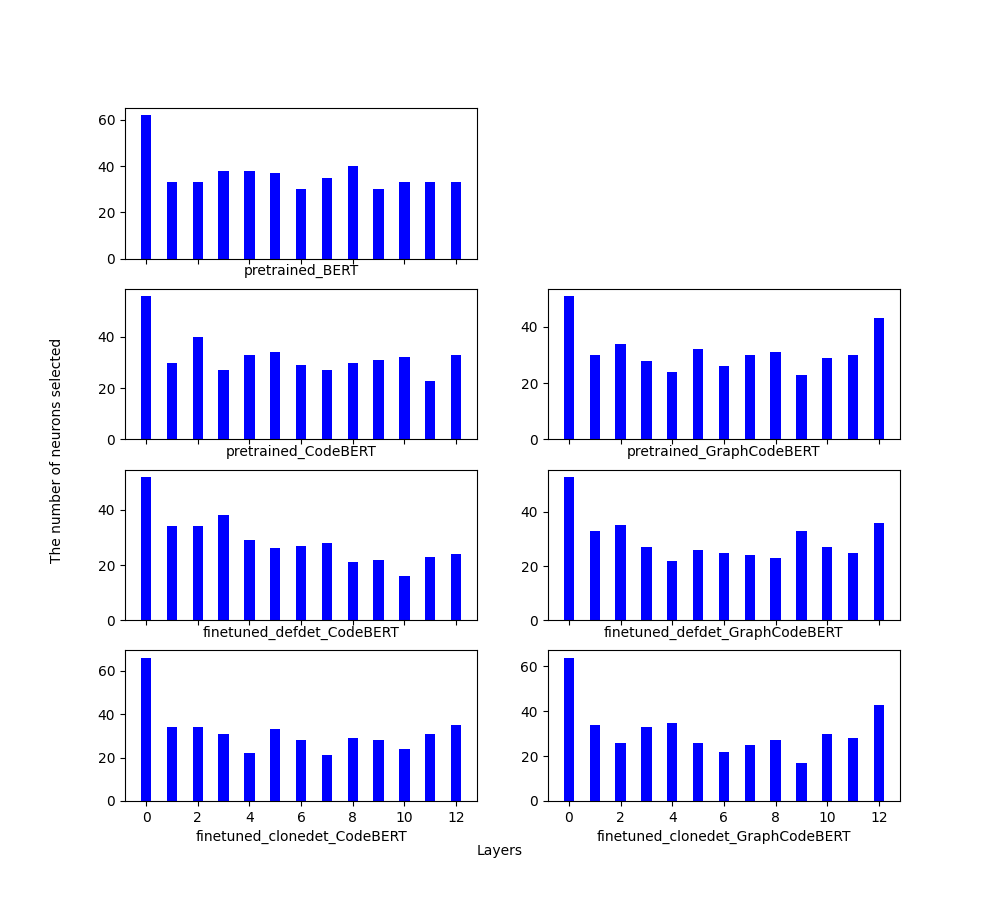 60
40
20
0
pretrained_BERT
40
20
0
pretrained_CodeBERT
40
20
0
pretrained_GraphCodeBERT
The number of neurons selected
40
20
0
finetuned_defdet_CodeBERT
40
20
0
finetuned_defdet_GraphCodeBERT
60
40
20
0
0 2 4 6 8 10 12
finetuned_clonedet_CodeBERT
60
40
20
0
0 2 4 6 8 10 12
finetuned_clonedet_GraphCodeBERT
Layers